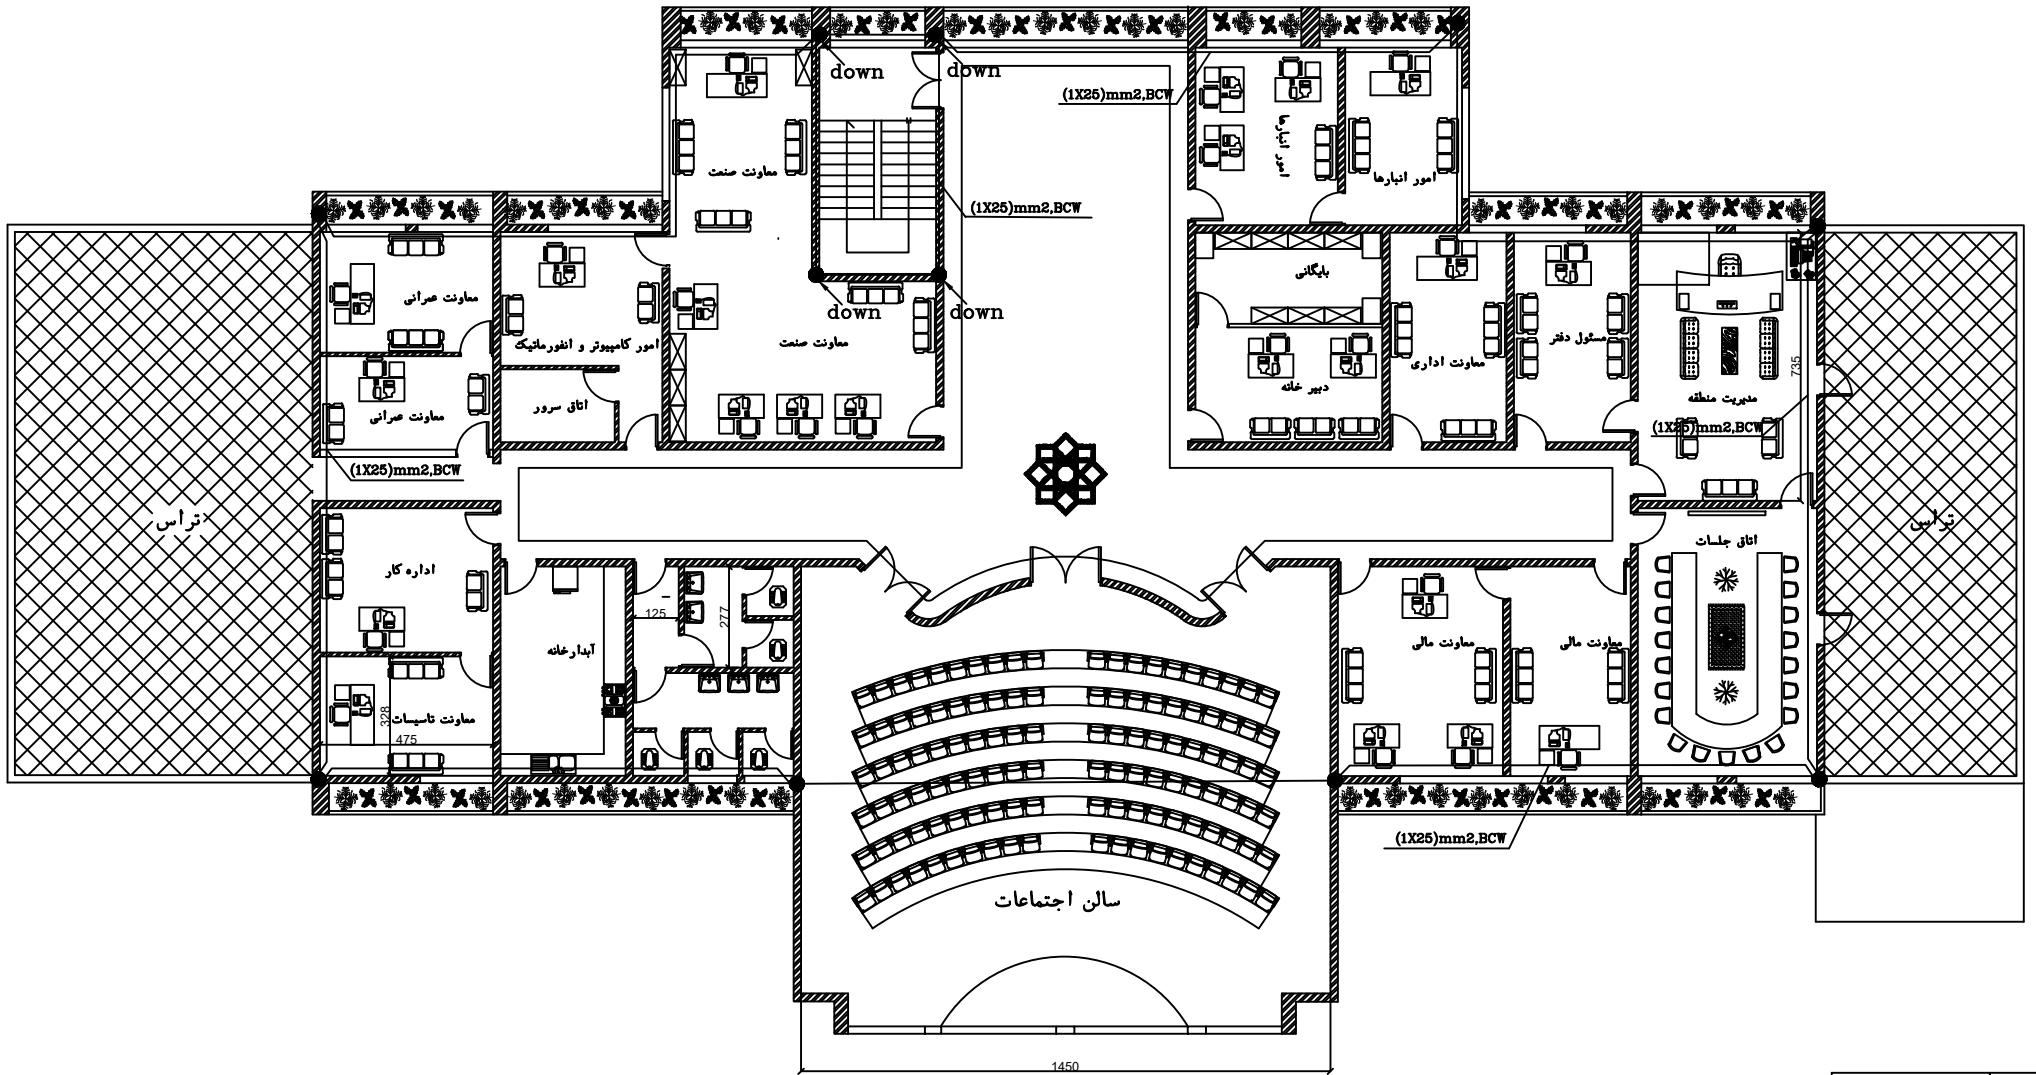 down
down
(1X25)mm2,BCW
معاونت صنعت
امور انبارها
امور انبارها
(1X25)mm2,BCW
معاونت عمرانی
امور کامپیوتر و انفورماتیک
down
down
معاونت صنعت
بایگانی
دبیر خانه
معاونت اداری
مسئول دفتر
مدیریت منطقه
735
معاونت عمرانی
اتاق سرور
(1X25)mm2,BCW
(1X25)mm2,BCW
تراس
تراس
اداره کار
اتاق جلسات
125
277
آبدارخانه
معاونت مالی
معاونت مالی
معاونت تاسیسات
328
475
(1X25)mm2,BCW
سالن اجتماعات
1450